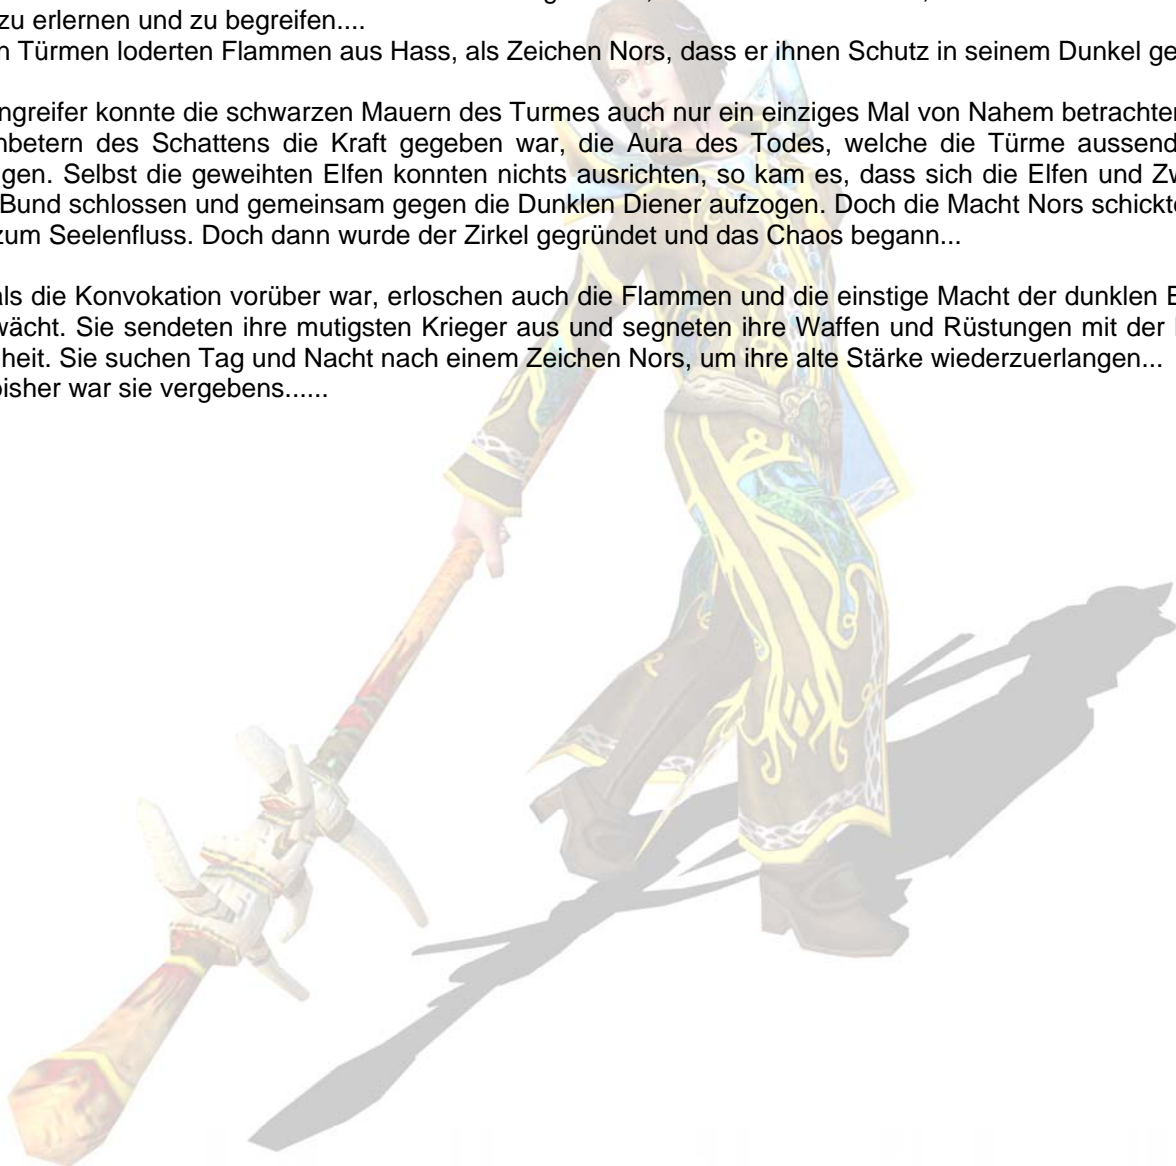 zu erlernen und zu begreifen....
n Türmen loderten Flammen aus Hass, als Zeichen Nors, dass er ihnen Schutz in seinem Dunkel ge
ngreifer konnte die schwarzen Mauern des Turmes auch nur ein einziges Mal von Nahem betrachten
nbetern des Schattens die Kraft gegeben war, die Aura des Todes, welche die Türme aussend
gen. Selbst die geweihten Elfen konnten nichts ausrichten, so kam es, dass sich die Elfen und Zw
Bund schlossen und gemeinsam gegen die Dunklen Diener aufzogen. Doch die Macht Nors schickt
zum Seelenfluss. Doch dann wurde der Zirkel gegründet und das Chaos begann...
als die Konvokation vorüber war, erloschen auch die Flammen und die einstige Macht der dunklen
wächt. Sie sendeten ihre mutigsten Krieger aus und segneten ihre Waffen und Rüstungen mit der
heit. Sie suchen Tag und Nacht nach einem Zeichen Nors, um ihre alte Stärke wiederzuerlangen...
bisher war sie vergebens......